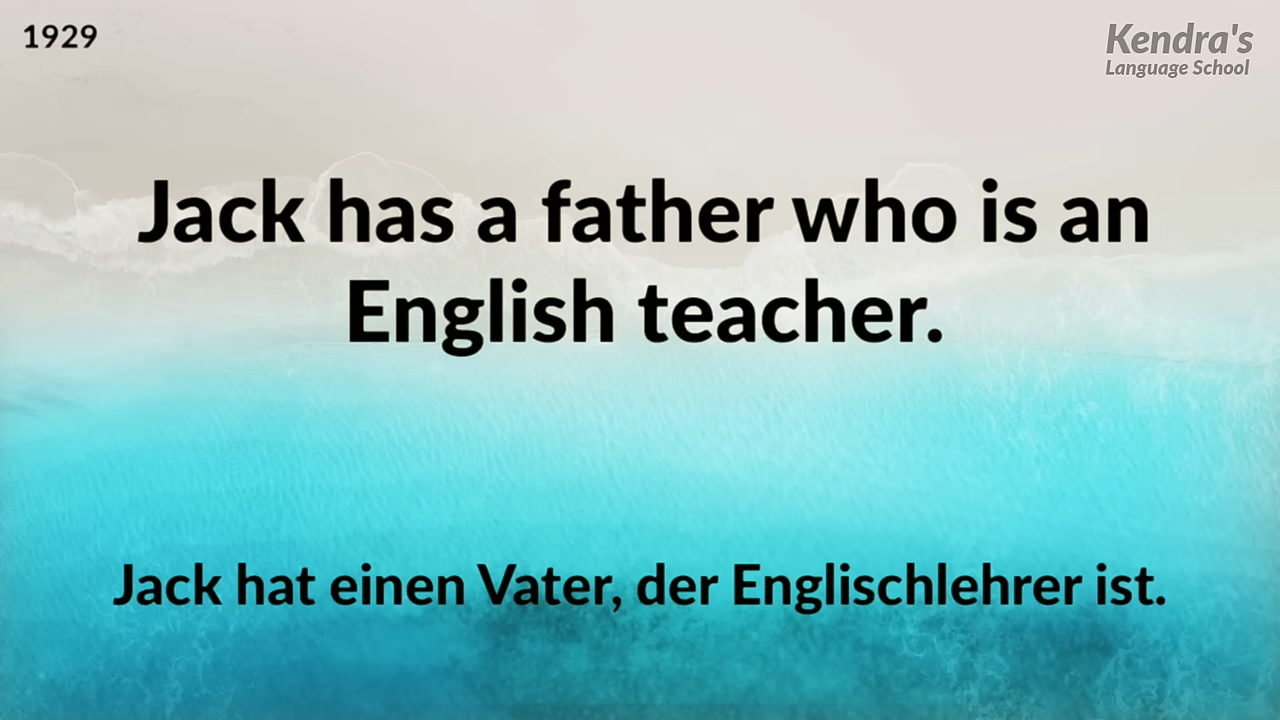 1929
Kendra's
Language School
Jack has a father who is an
English teacher.
Jack hat einen Vater, der Englischlehrer ist.